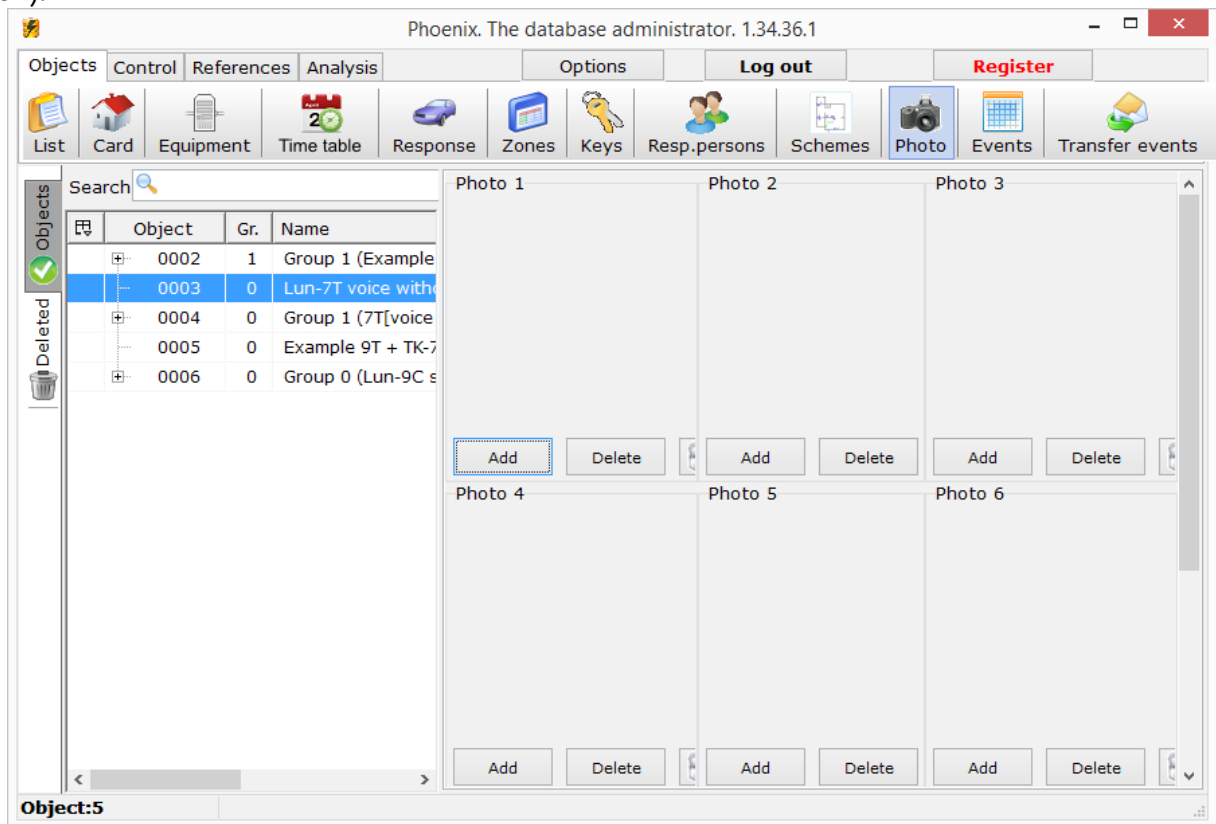 Phoenix. The database administrator. 1.34.36.1
Objects Control References Analysis Options Log out Register
List Card Equipment Time table Response Zones Keys Resp.persons Schemes Photo Events Transfer events
Objects
Deleted
Search
Object Gr. Name
0002 1 Group 1 (Example
0003 0 Lun-7T voice witho
0004 0 Group 1 (7T[voice
0005 0 Example 9T + TK-7
0006 0 Group 0 (Lun-9C s
Photo 1 Photo 2 Photo 3
Add Delete Add Delete Add Delete
Photo 4 Photo 5 Photo 6
Add Delete Add Delete Add Delete
Object:5